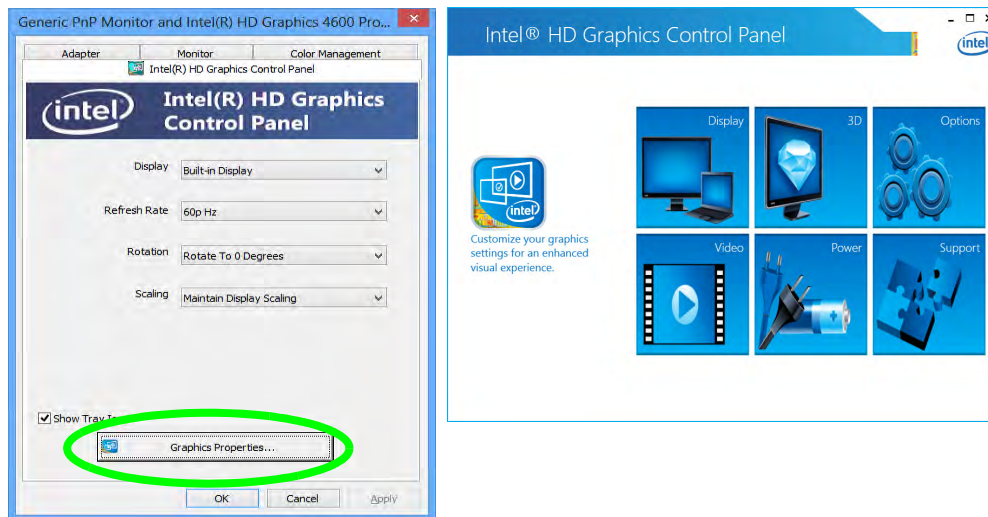 Generic PnP Monitor and Intel(R) HD Graphics 4600 Pro...
Adapter
Monitor
Color Management
Intel(R) HD Graphics Control Panel
intel
Intel(R) HD Graphics
Control Panel
Display
Built-in Display
Refresh Rate
60p Hz
Rotation
Rotate To 0 Degrees
Scaling
Maintain Display Scaling
Show Tray
Graphics Properties...
OK
Cancel
Apply
Intel® HD Graphics Control Panel
intel
intel
Customize your graphics
settings for an enhanced
visual experience.
Display
3D
Options
Video
Power
Support